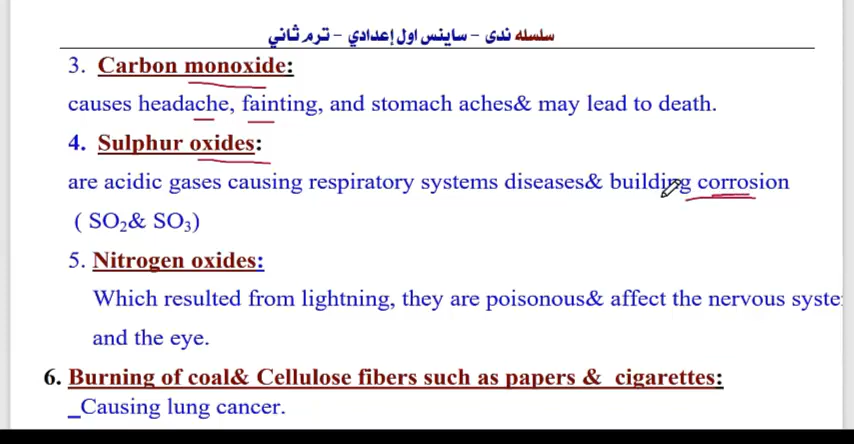 سلسله ندى - ساينس اول إعدادي - ترم ثاني
3. Carbon monoxide:
causes headache, fainting, and stomach aches& may lead to death.
4. Sulphur oxides:
are acidic gases causing respiratory systems diseases& building corrosion
( SO₂& SO₃)
5. Nitrogen oxides:
Which resulted from lightning, they are poisonous& affect the nervous syste
and the eye.
6. Burning of coal& Cellulose fibers such as papers & cigarettes:
_Causing lung cancer.